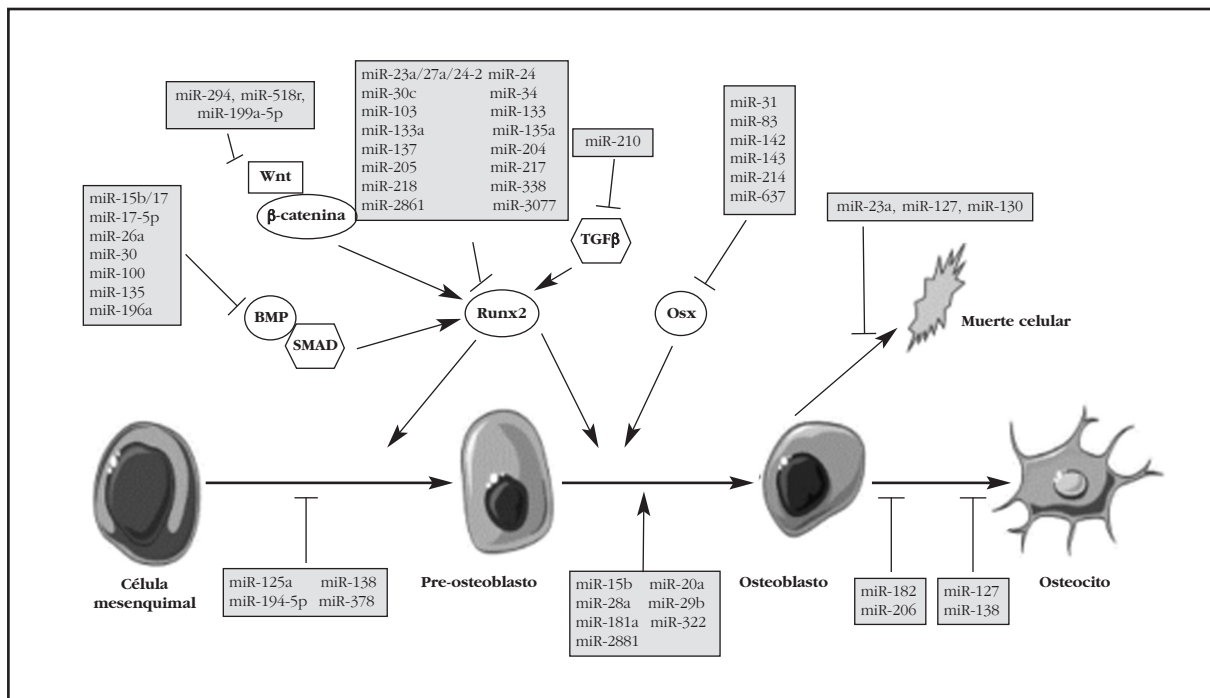 miR-294, miR-518r,
miR-199a-5p
Wnt
β-catenina
miR-23a/27a/24-2 miR-24
miR-30c miR-34
miR-103 miR-133
miR-133a miR-135a
miR-137 miR-204
miR-205 miR-217
miR-218 miR-338
miR-2861 miR-3077
miR-210
TGFβ
miR-31
miR-83
miR-142
miR-143
miR-214
miR-637
miR-15b/17
miR-17-5p
miR-26a
miR-30
miR-100
miR-135
miR-196a
BMP
SMAD
Runx2
Osx
miR-23a, miR-127, miR-130
Muerte celular
Célula
mesenquimal
miR-125a miR-138
miR-194-5p miR-378
Pre-osteoblasto
miR-15b miR-20a
miR-28a miR-29b
miR-181a miR-322
miR-2881
Osteoblasto
miR-182
miR-206
miR-127
miR-138
Osteocito